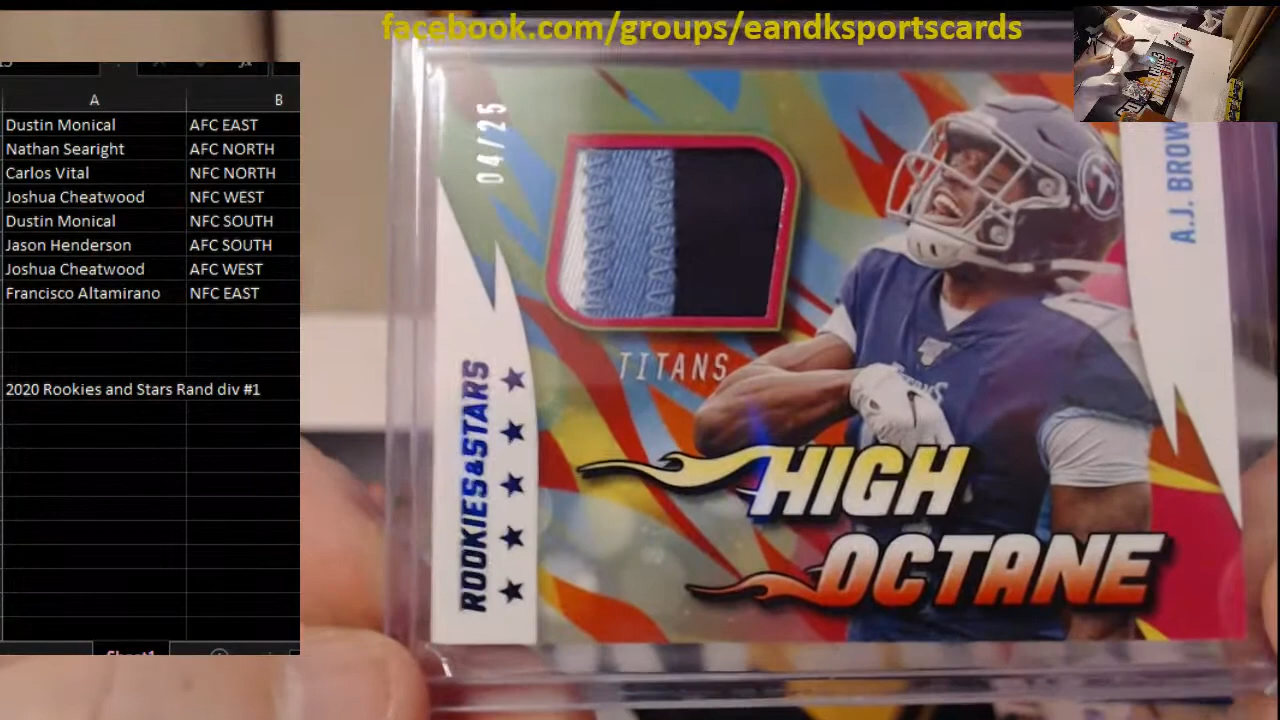 facebook.com/groups/eandksportscards
A B
Dustin Monical AFC EAST
Nathan Searight AFC NORTH
Carlos Vital NFC NORTH
Joshua Cheatwood NFC WEST
Dustin Monical NFC SOUTH
Jason Henderson AFC SOUTH
Joshua Cheatwood AFC WEST
Francisco Altamirano NFC EAST
2020 Rookies and Stars Rand div #1
04/25
A.J. BROW
TITANS
ROOKIES&STARS
HIGH
OCTANE